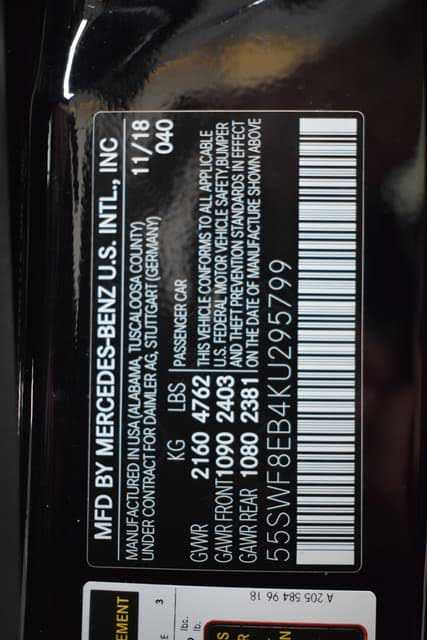 MFD BY MERCEDES-BENZ U.S. INTL., INC
MANUFACTURED IN USA (ALABAMA, TUSCALOOSA COUNTY) 11/18
UNDER CONTRACT FOR DAIMLER AG, STUTTGART (GERMANY) 040
KG LBS PASSENGER CAR
GVWR 2160 4762 THIS VEHICLE CONFORMS TO ALL APPLICABLE
GAWR FRONT 1090 2403 U.S. FEDERAL MOTOR VEHICLE SAFETY, BUMPER
GAWR REAR 1080 2381 AND THEFT PREVENTION STANDARDS IN EFFECT
ON THE DATE OF MANUFACTURE SHOWN ABOVE
55SWF8EB4KU295799
A 205 584 96 18
EMENT
3
lbs.